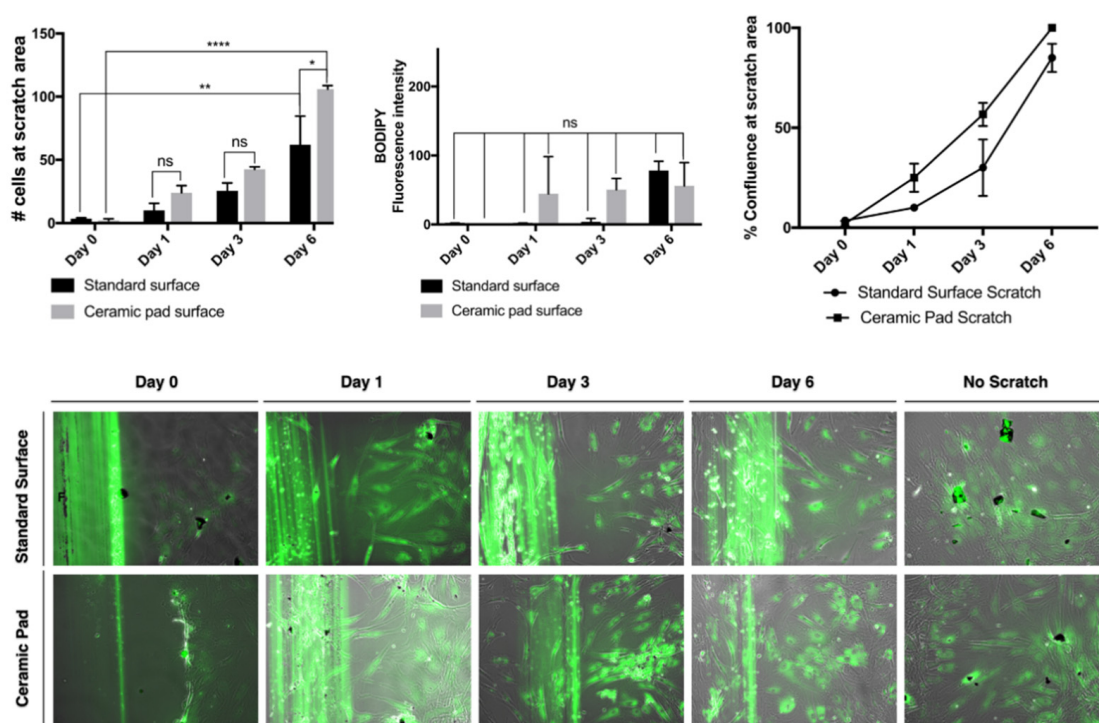 # cells at scratch area
150
100
50
0
****
**
*
ns
ns
Day 0
Day 1
Day 3
Day 6
Standard surface
Ceramic pad surface
BODIPY
Fluorescence intensity
200
100
0
ns
Day 0
Day 1
Day 3
Day 6
Standard surface
Ceramic pad surface
% Confluence at scratch area
100
50
0
Day 0
Day 1
Day 3
Day 6
Standard Surface Scratch
Ceramic Pad Scratch
Day 0 Day 1 Day 3 Day 6 No Scratch
Standard Surface
Ceramic Pad